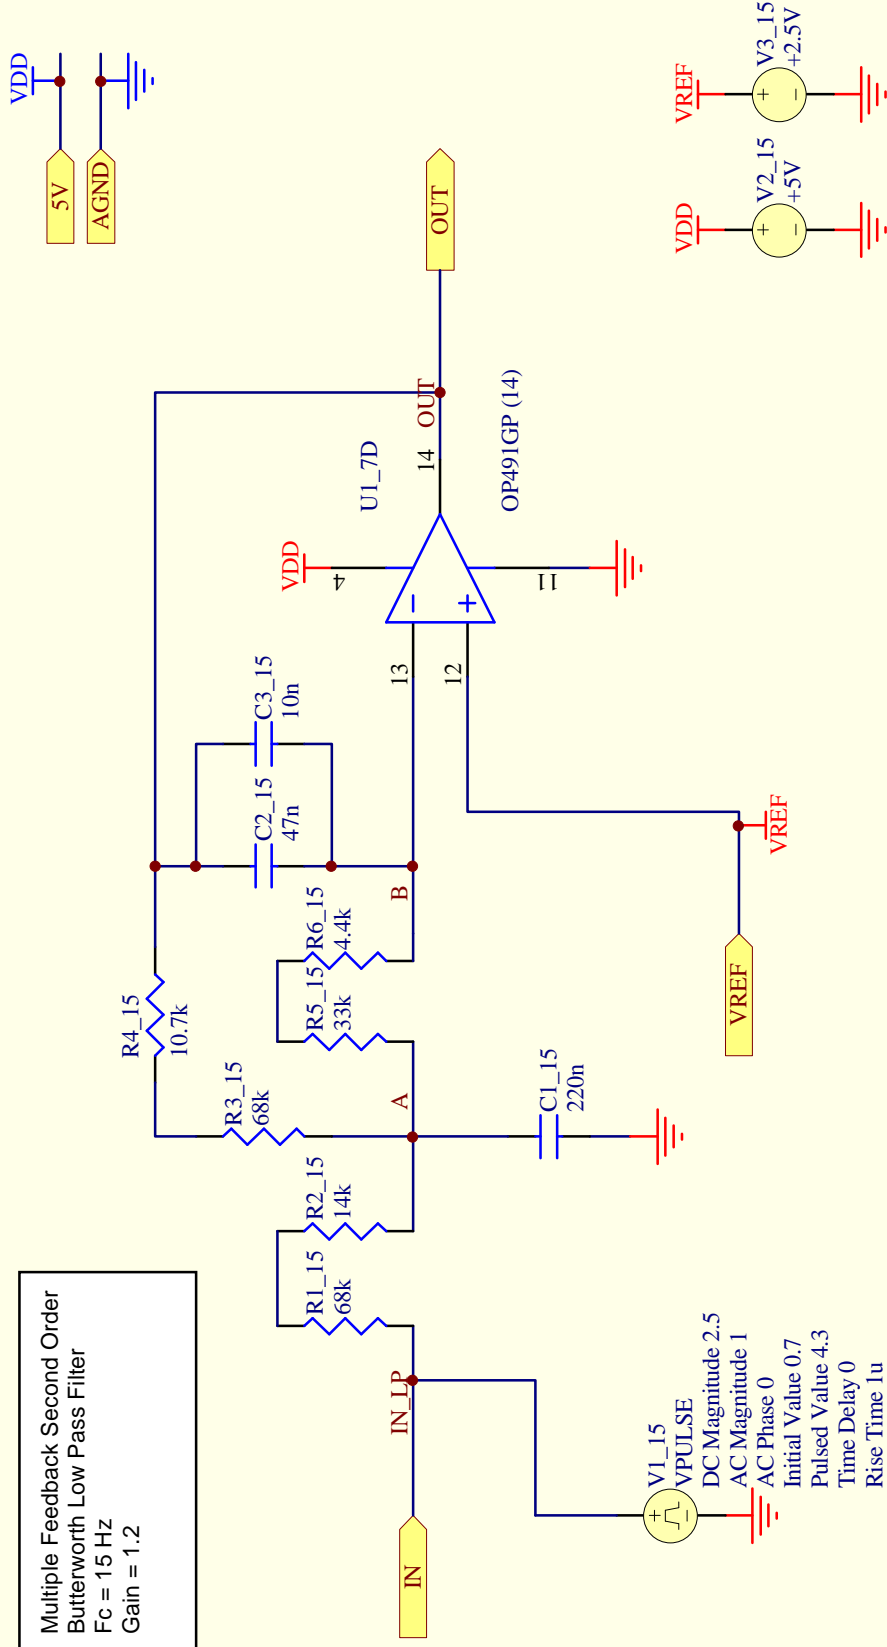 Multiple Feedback Second Order
Butterworth Low Pass Filter
Fc = 15 Hz
Gain = 1.2
VDD
5V
AGND
R4_15
10.7k
R3_15
68k
C2_15
47n
C3_15
10n
R1_15
68k
R2_15
14k
R5_15
33k
R6_15
4.4k
IN
IN_LP
A
B
13
12
VDD
4
11
U1_7D
14
OUT
OP491GP (14)
OUT
C1_15
220n
VREF
VREF
V1_15
VPULSE
DC Magnitude 2.5
AC Magnitude 1
AC Phase 0
Initial Value 0.7
Pulsed Value 4.3
Time Delay 0
Rise Time 1u
VDD
V2_15
+5V
VREF
V3_15
+2.5V